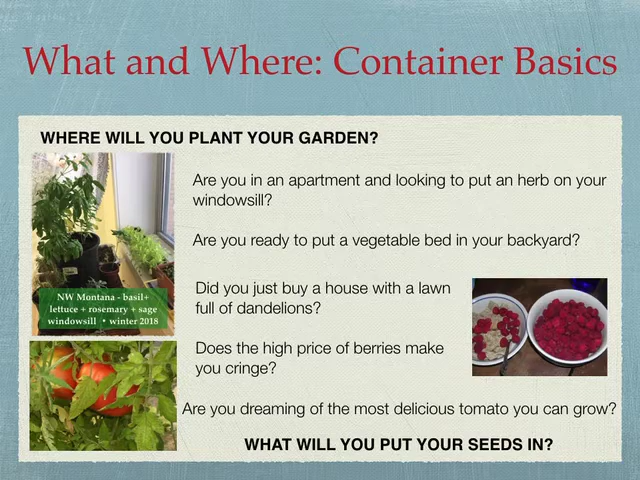 What and Where: Container Basics
WHERE WILL YOU PLANT YOUR GARDEN?
Are you in an apartment and looking to put an herb on your
windowsill?
Are you ready to put a vegetable bed in your backyard?
Did you just buy a house with a lawn
full of dandelions?
NW Montana - basil+
lettuce + rosemary + sage
windowsill • winter 2018
Does the high price of berries make
you cringe?
Are you dreaming of the most delicious tomato you can grow?
WHAT WILL YOU PUT YOUR SEEDS IN?